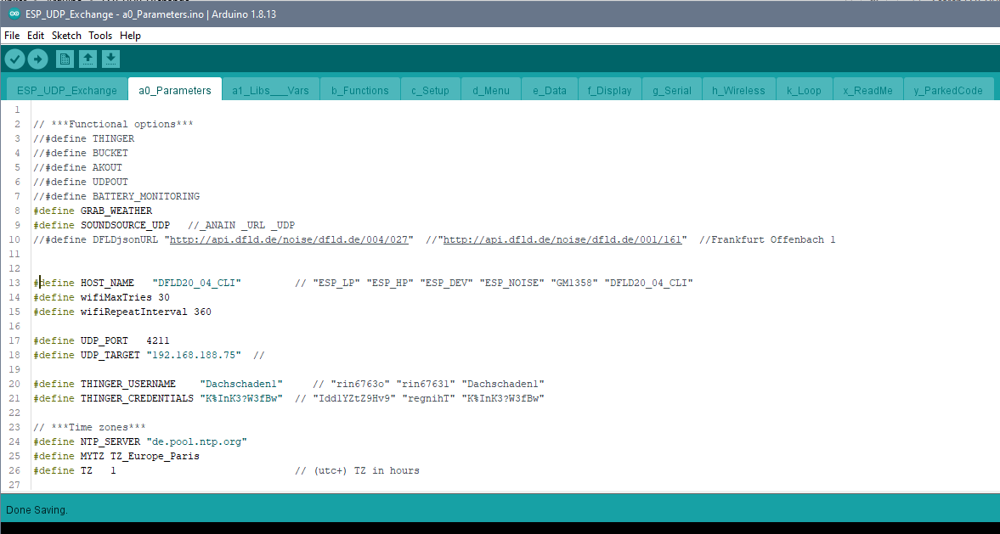 ESP_UDP_Exchange - a0_Parameters.ino | Arduino 1.8.13
File Edit Sketch Tools Help
ESP_UDP_Exchange a0_Parameters a1_Libs___Vars b_Functions c_Setup d_Menu e_Data f_Display g_Serial h_Wireless k_Loop x_ReadMe y_ParkedCode
1
2 // ***Functional options***
3 //#define THINGER
4 //#define BUCKET
5 //#define AKOUT
6 //#define UDPOUT
7 //#define BATTERY_MONITORING
8 #define GRAB_WEATHER
9 #define SOUNDSOURCE_UDP //_ANAIN _URL _UDP
10 //#define DFLDjsonURL "http://api.dfld.de/noise/dfld.de/004/027" //"http://api.dfld.de/noise/dfld.de/001/161" //Frankfurt Offenbach 1
11
12
13 #define HOST_NAME "DFLD20_04_CLI" // "ESP_LP" "ESP_HP" "ESP_DEV" "ESP_NOISE" "GM1358" "DFLD20_04_CLI"
14 #define wifiMaxTries 30
15 #define wifiRepeatInterval 360
16
17 #define UDP_PORT 4211
18 #define UDP_TARGET "192.168.188.75" //
19
20 #define THINGER_USERNAME "Dachschaden1" // "rin6763o" "rin67631" "Dachschaden1"
21 #define THINGER_CREDENTIALS "K%InK3?W3fBw" // "Idd1YZtZ9Hv9" "regnihT" "K%InK3?W3fBw"
22
23 // ***Time zones***
24 #define NTP_SERVER "de.pool.ntp.org"
25 #define MYTZ TZ_Europe_Paris
26 #define TZ 1 // (utc+) TZ in hours
27
Done Saving.